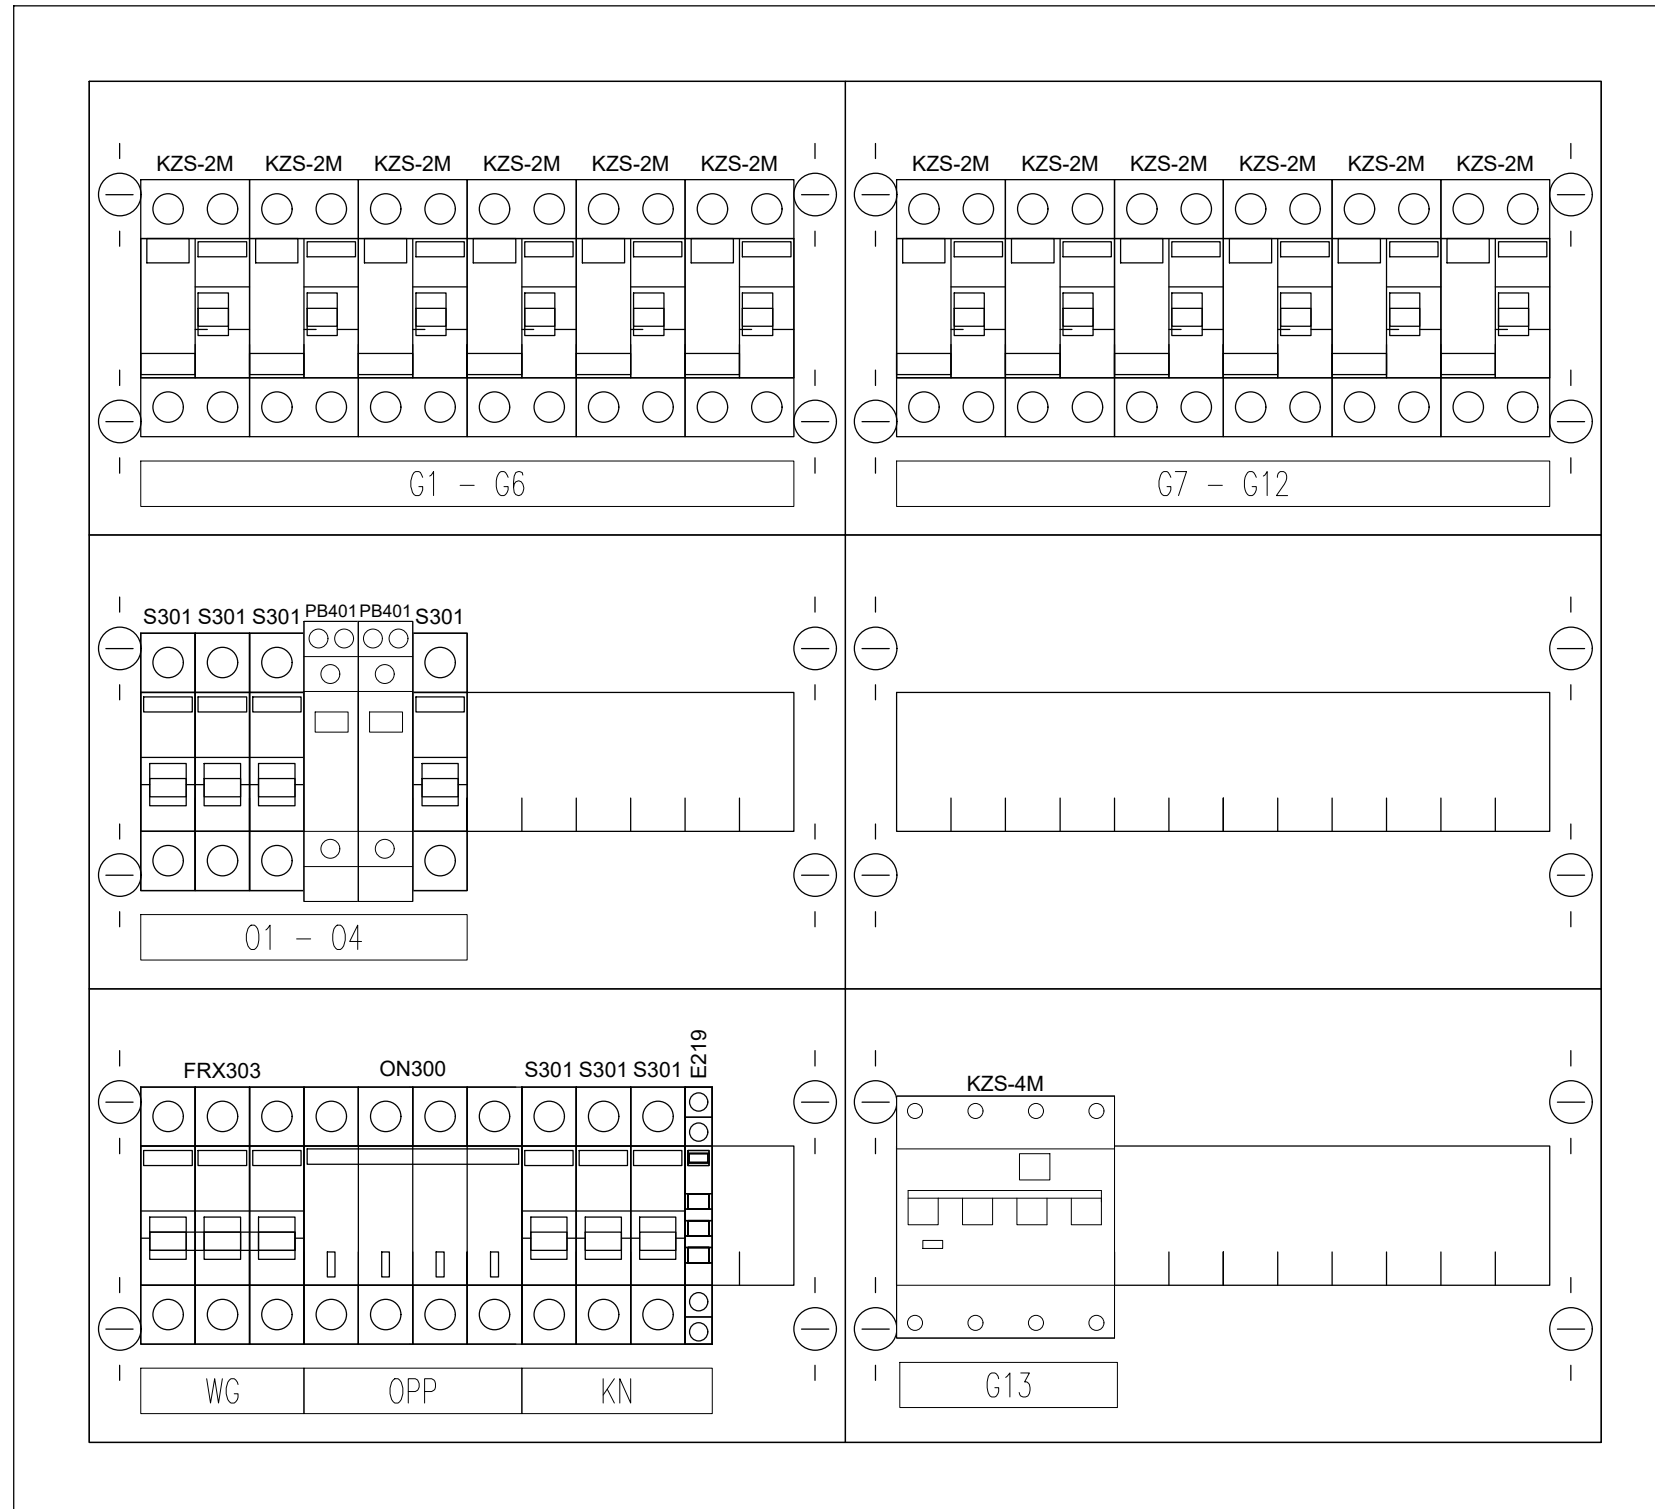 KZS-2M KZS-2M KZS-2M KZS-2M KZS-2M KZS-2M
G1 - G6
KZS-2M KZS-2M KZS-2M KZS-2M KZS-2M KZS-2M
G7 - G12
S301 S301 S301 PB401 PB401 S301
O1 - O4
FRX303 ON300 S301 S301 S301 E219
WG OPP KN
KZS-4M
G13